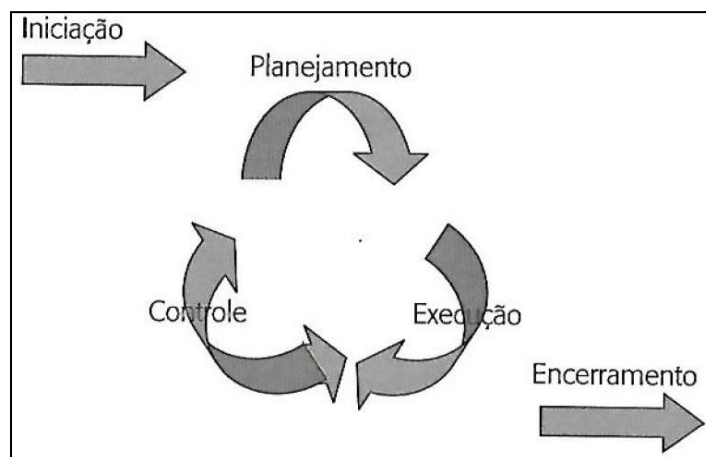 Iniciação
Planejamento
Controle
Execução
Encerramento